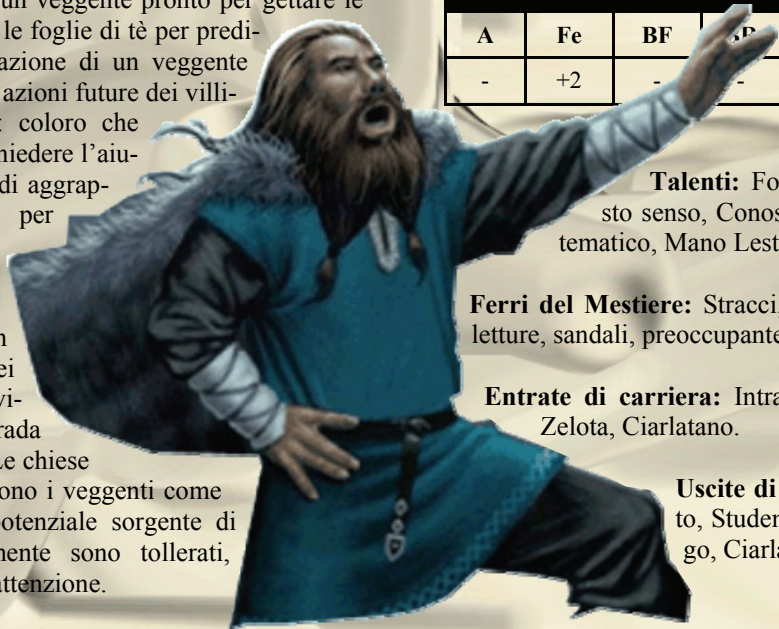 un veggente pronto per gettare le
le foglie di tè per predi-
azione di un veggente
azioni future dei villi-
coloro che
hiedere l'aiu-
di aggrap-
per
ei
vi-
rada
Le chiese
ono i veggenti come
potenziale sorgente di
mente sono tollerati,
attenzione.
A Fe BF
- +2 - -
Talenti: Fo
sto senso, Conos
tematico, Mano Lest
Ferri del Mestiere: Stracci,
letture, sandali, preoccupante
Entrate di carriera: Intra
Zelota, Ciarlatano.
Uscite di
to, Studen
go, Ciarla